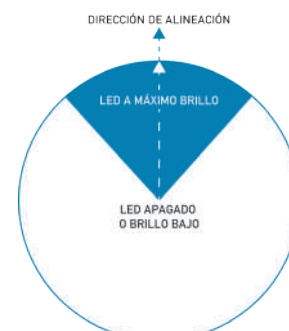 DIRECCIÓN DE ALINEACIÓN
LED A MÁXIMO BRILLO
LED APAGADO
O BRILLO BAJO